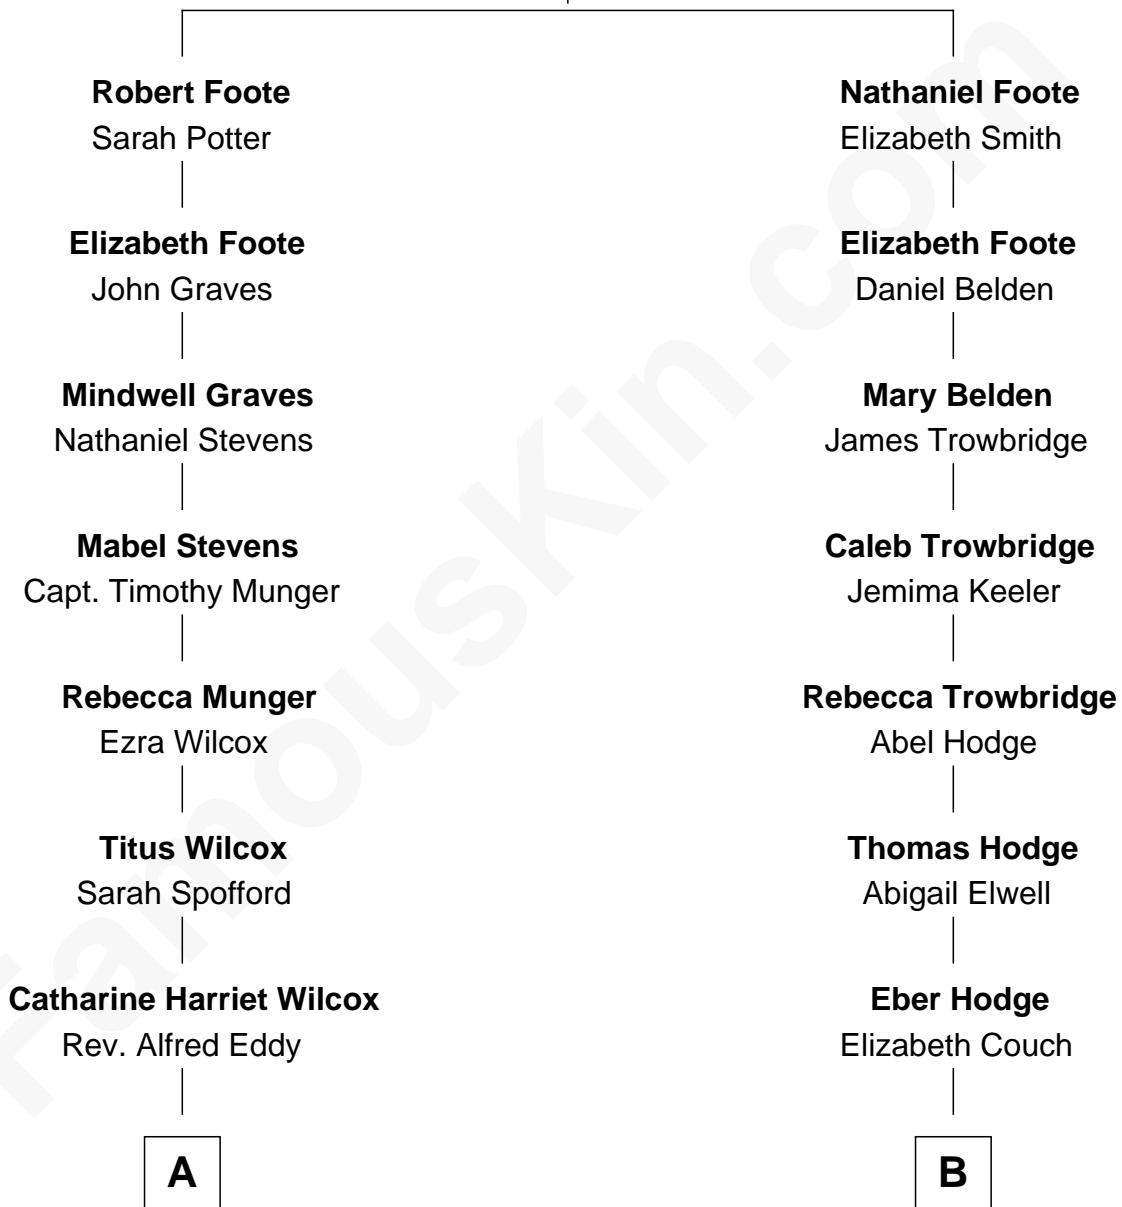 Robert Foote
Sarah Potter
Elizabeth Foote
John Graves
Mindwell Graves
Nathaniel Stevens
Mabel Stevens
Capt. Timothy Munger
Rebecca Munger
Ezra Wilcox
Titus Wilcox
Sarah Spofford
Catharine Harriet Wilcox
Rev. Alfred Eddy
A
Nathaniel Foote
Elizabeth Smith
Elizabeth Foote
Daniel Belden
Mary Belden
James Trowbridge
Caleb Trowbridge
Jemima Keeler
Rebecca Trowbridge
Abel Hodge
Thomas Hodge
Abigail Elwell
Eber Hodge
Elizabeth Couch
B
FamousKin.com